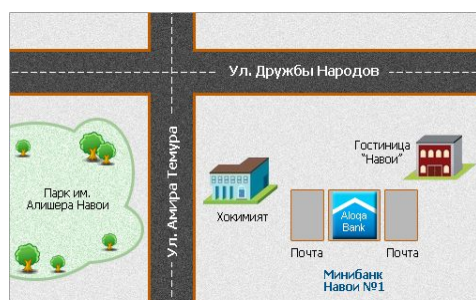 Ул. Дружбы Народов
Ул. Амира Темура
Парк им.
Алишера Навои
Хокимият
Гостиница
"Навои"
Aloqa
Bank
Почта
Почта
Минибанк
Навои №1